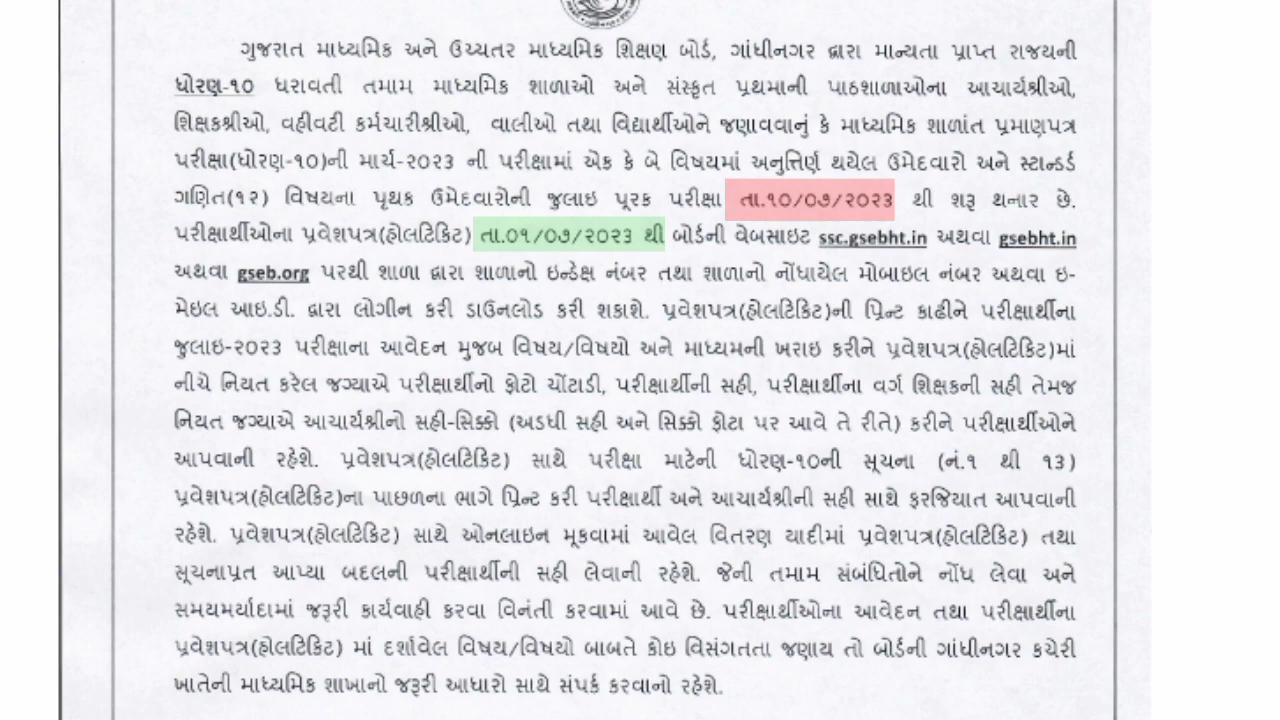 ગુજરાત માધ્યમિક અને ઉચ્ચતર માધ્યમિક શિક્ષણ બોર્ડ, ગાંધીનગર દ્વારા માન્યતા પ્રાપ્ત રાજયની
ધોરણ-૧૦ ધરાવતી તમામ માધ્યમિક શાળાઓ અને સંસ્કૃત પ્રથમાની પાઠશાળાઓના આચાર્યશ્રીઓ,
શિક્ષકશ્રીઓ, વહીવટી કર્મચારીશ્રીઓ, વાલીઓ તથા વિદ્યાર્થીઓને જણાવવાનું કે માધ્યમિક શાળાંત પ્રમાણપત્ર
પરીક્ષા(ધોરણ-૧૦)ની માર્ચ-૨૦૨૩ ની પરીક્ષામાં એક કે બે વિષયમાં અનુત્તિર્ણ થયેલ ઉમેદવારો અને સ્ટાન્ડર્ડ
ગણિત(૧૨) વિષયના પૃથક ઉમેદવારોની જુલાઇ પૂરક પરીક્ષા તા.૧૦/૦૭/૨૦૨૩ થી શરૂ થનાર છે.
પરીક્ષાર્થીઓના પ્રવેશપત્ર(હોલટિકિટ) તા.૦૧/૦૭/૨૦૨૩ થી બોર્ડની વેબસાઇટ ssc.gsebht.in અથવા gsebht.in
અથવા gseb.org પરથી શાળા દ્વારા શાળાનો ઇન્ડેક્ષ નંબર તથા શાળાનો નોંધાયેલ મોબાઇલ નંબર અથવા ઇ-
મેઇલ આઇ.ડી. દ્વારા લોગીન કરી ડાઉનલોડ કરી શકાશે. પ્રવેશપત્ર(હોલટિકિટ)ની પ્રિન્ટ કાઢીને પરીક્ષાર્થીના
જુલાઇ-૨૦૨૩ પરીક્ષાના આવેદન મુજબ વિષય/વિષયો અને માધ્યમની ખરાઇ કરીને પ્રવેશપત્ર(હોલટિકિટ)માં
નીચે નિયત કરેલ જગ્યાએ પરીક્ષાર્થીનો ફોટો ચોંટાડી, પરીક્ષાર્થીની સહી, પરીક્ષાર્થીના વર્ગ શિક્ષકની સહી તેમજ
નિયત જગ્યાએ આચાર્યશ્રીનો સહી-સિક્કો (અડધી સહી અને સિક્કો ફોટા પર આવે તે રીતે) કરીને પરીક્ષાર્થીઓને
આપવાની રહેશે. પ્રવેશપત્ર(હોલટિકિટ) સાથે પરીક્ષા માટેની ધોરણ-૧૦ની સૂચના (નં.૧ થી ૧૩)
પ્રવેશપત્ર(હોલટિકિટ)ના પાછળના ભાગે પ્રિન્ટ કરી પરીક્ષાર્થી અને આચાર્યશ્રીની સહી સાથે ફરજિયાત આપવાની
રહેશે. પ્રવેશપત્ર(હોલટિકિટ) સાથે ઓનલાઇન મૂકવામાં આવેલ વિતરણ યાદીમાં પ્રવેશપત્ર(હોલટિકિટ) તથા
સૂચનાપ્રત આપ્યા બદલની પરીક્ષાર્થીની સહી લેવાની રહેશે. જેની તમામ સંબંધિતોને નોંધ લેવા અને
સમયમર્યાદામાં જરૂરી કાર્યવાહી કરવા વિનંતી કરવામાં આવે છે. પરીક્ષાર્થીઓના આવેદન તથા પરીક્ષાર્થીના
પ્રવેશપત્ર(હોલટિકિટ) માં દર્શાવેલ વિષય/વિષયો બાબતે કોઇ વિસંગતતા જણાય તો બોર્ડની ગાંધીનગર કચેરી
ખાતેની માધ્યમિક શાખાનો જરૂરી આધારો સાથે સંપર્ક કરવાનો રહેશે.